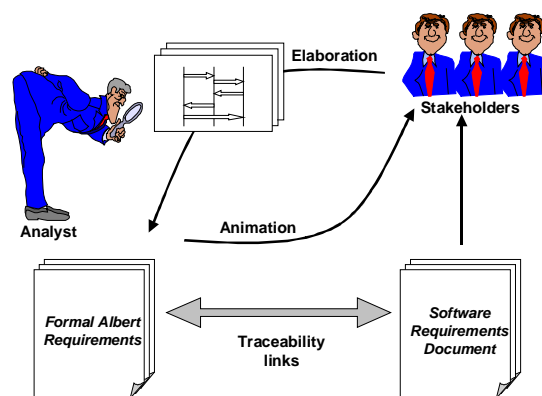 Elaboration
Stakeholders
Analyst
Animation
Formal Albert
Requirements
Traceability
links
Software
Requirements
Document